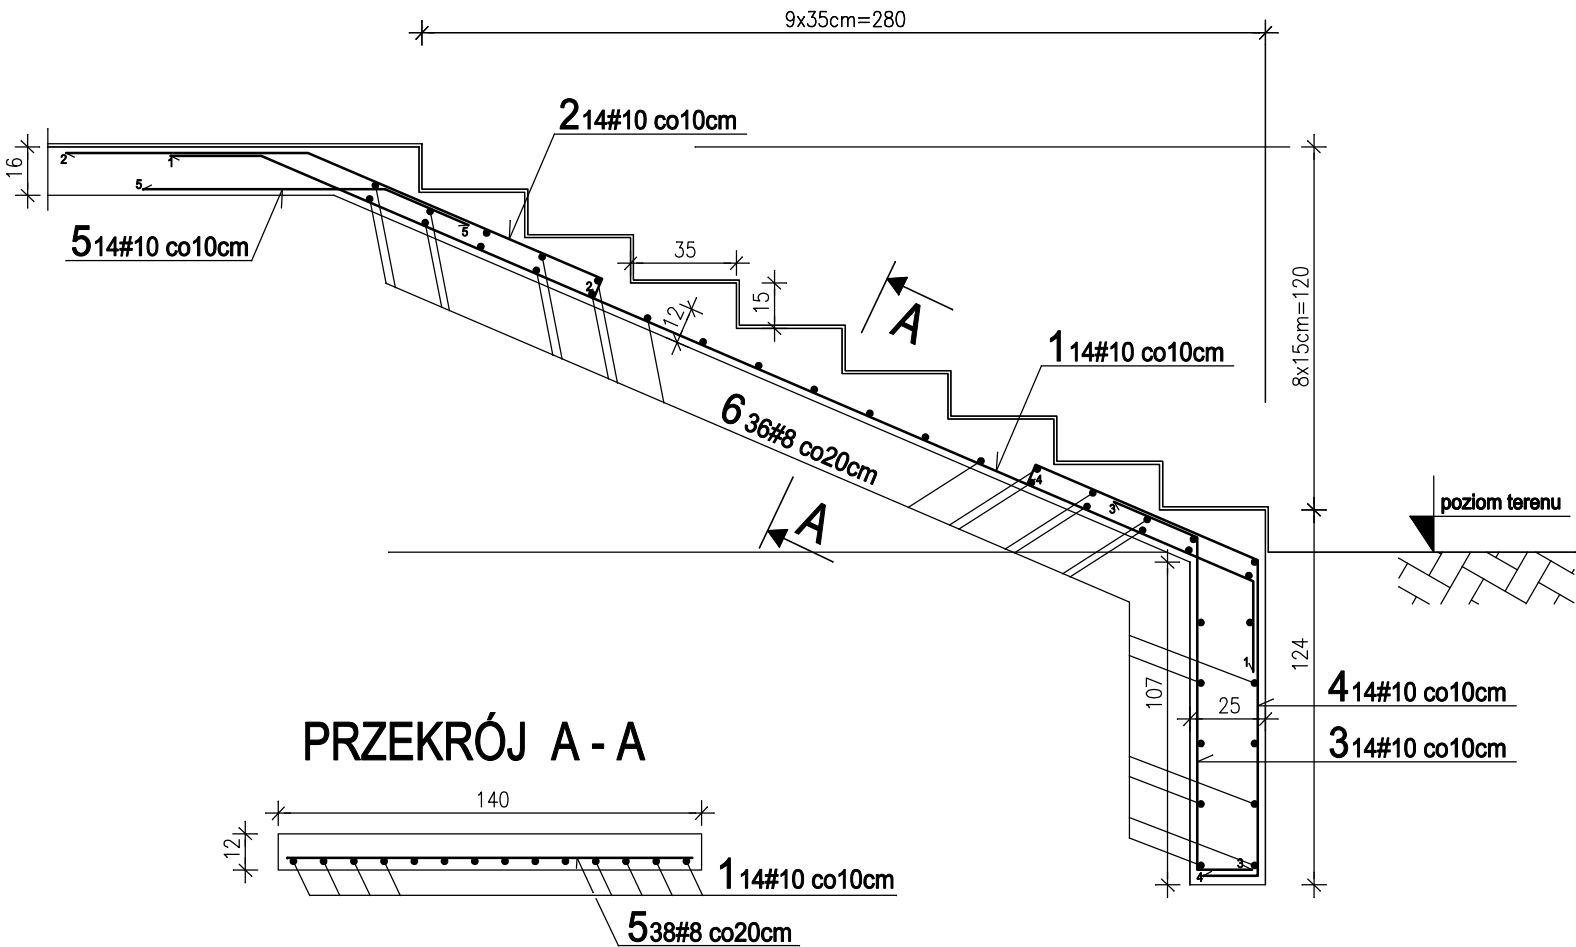 9x35cm=280
2 14#10 co10cm
16
2
1
5
5 14#10 co10cm
5
35
15
2
12
A
8x15cm=120
1 14#10 co10cm
6 36#8 co20cm
4
3
A
poziom terenu
1
124
107
25
4 14#10 co10cm
3 14#10 co10cm
3
4
PRZEKRÓJ A - A
140
12
1 14#10 co10cm
5 38#8 co20cm